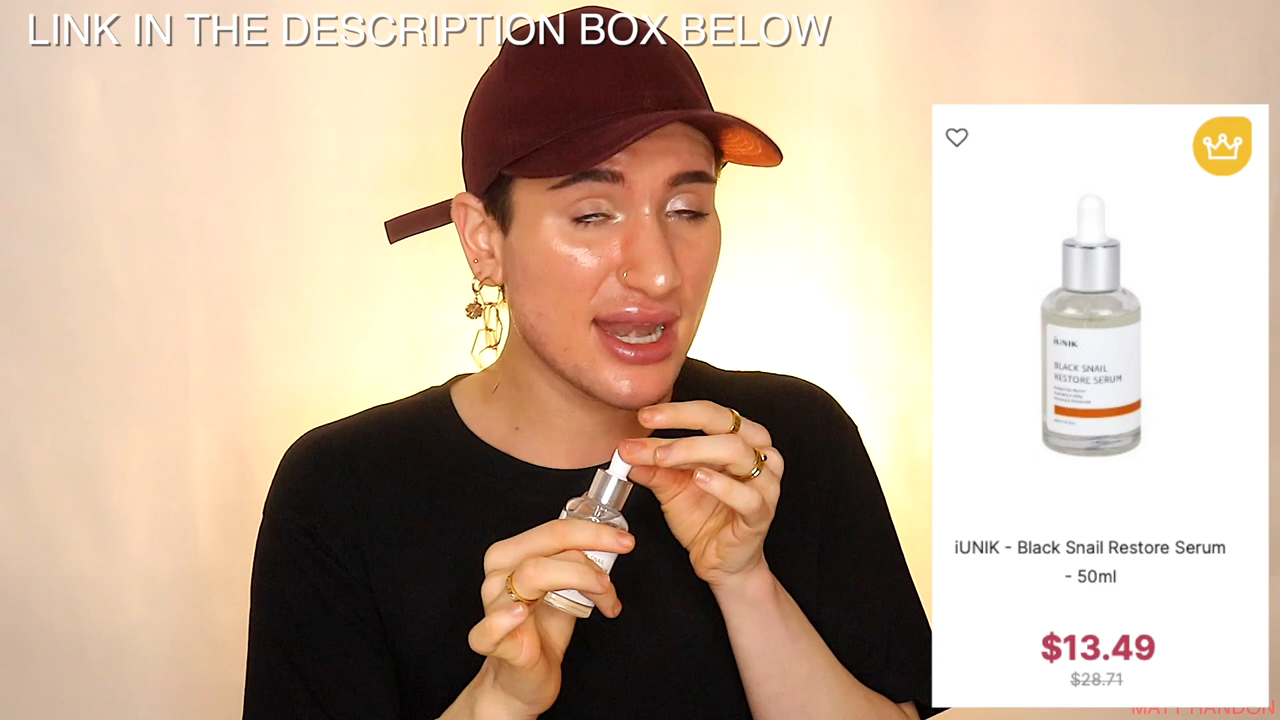 LINK IN THE DESCRIPTION BOX BELOW
iUNIK
BLACK SNAIL
RESTORE SERUM
iUNIK - Black Snail Restore Serum
- 50ml
$13.49
$28.71